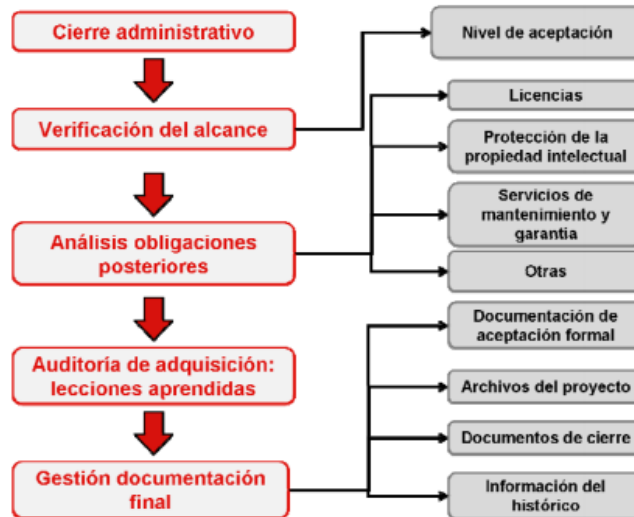 Cierre administrativo
Nivel de aceptación
Verificación del alcance
Licencias
Protección de la
propiedad intelectual
Análisis obligaciones
posteriores
Servicios de
mantenimiento y
garantia
Otras
Auditoría de adquisición:
lecciones aprendidas
Documentación de
aceptación formal
Archivos del proyecto
Gestión documentación
final
Documentos de cierre
Información del
histórico